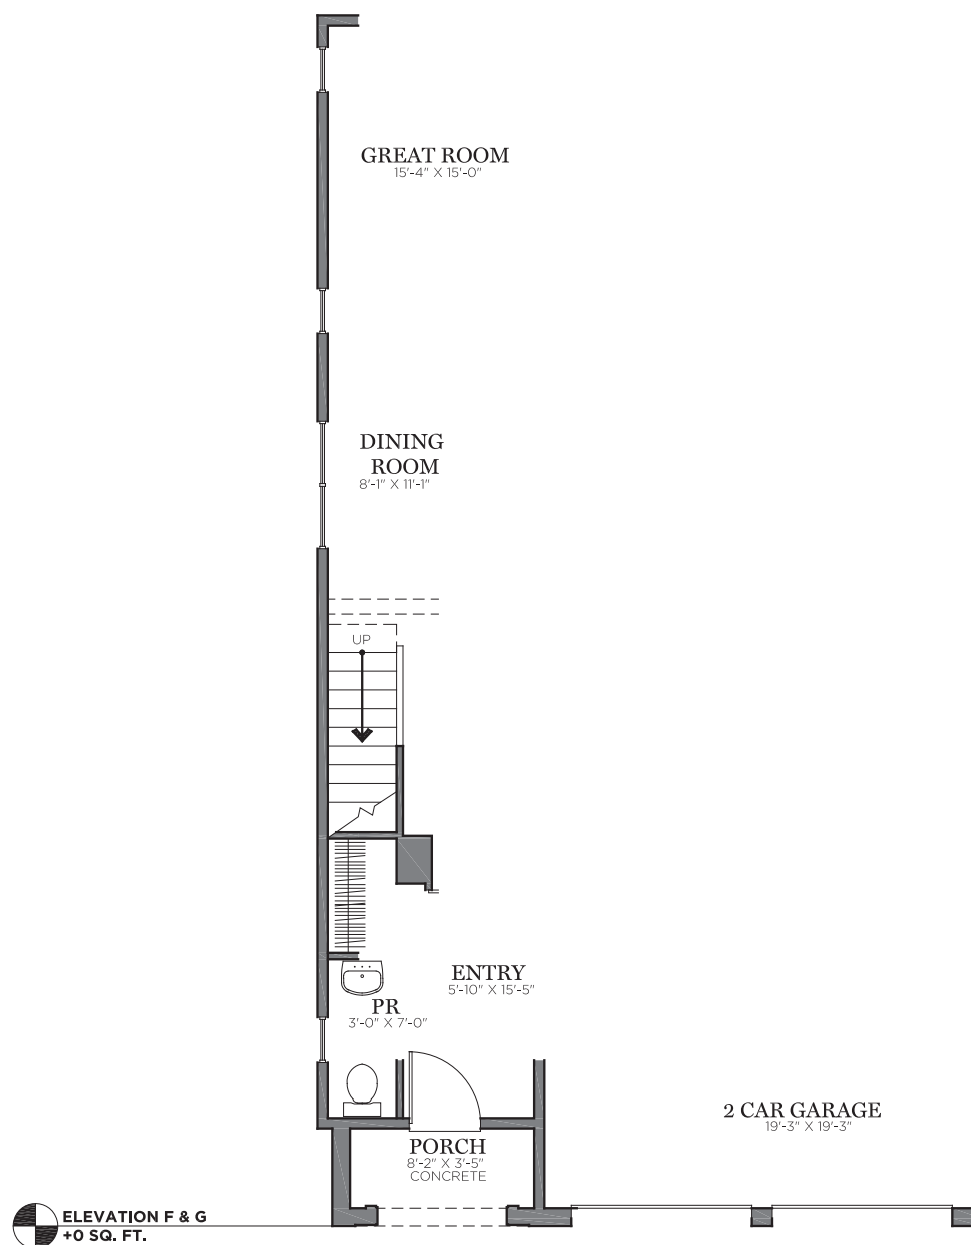 GREAT ROOM
15'-4" X 15'-0"
DINING
ROOM
8'-1" X 11'-1"
UP
ENTRY
5'-10" X 15'-5"
PR
3'-0" X 7'-0"
2 CAR GARAGE
19'-3" X 19'-3"
PORCH
8'-2" X 3'-5"
CONCRETE
ELEVATION F & G
+0 SQ. FT.